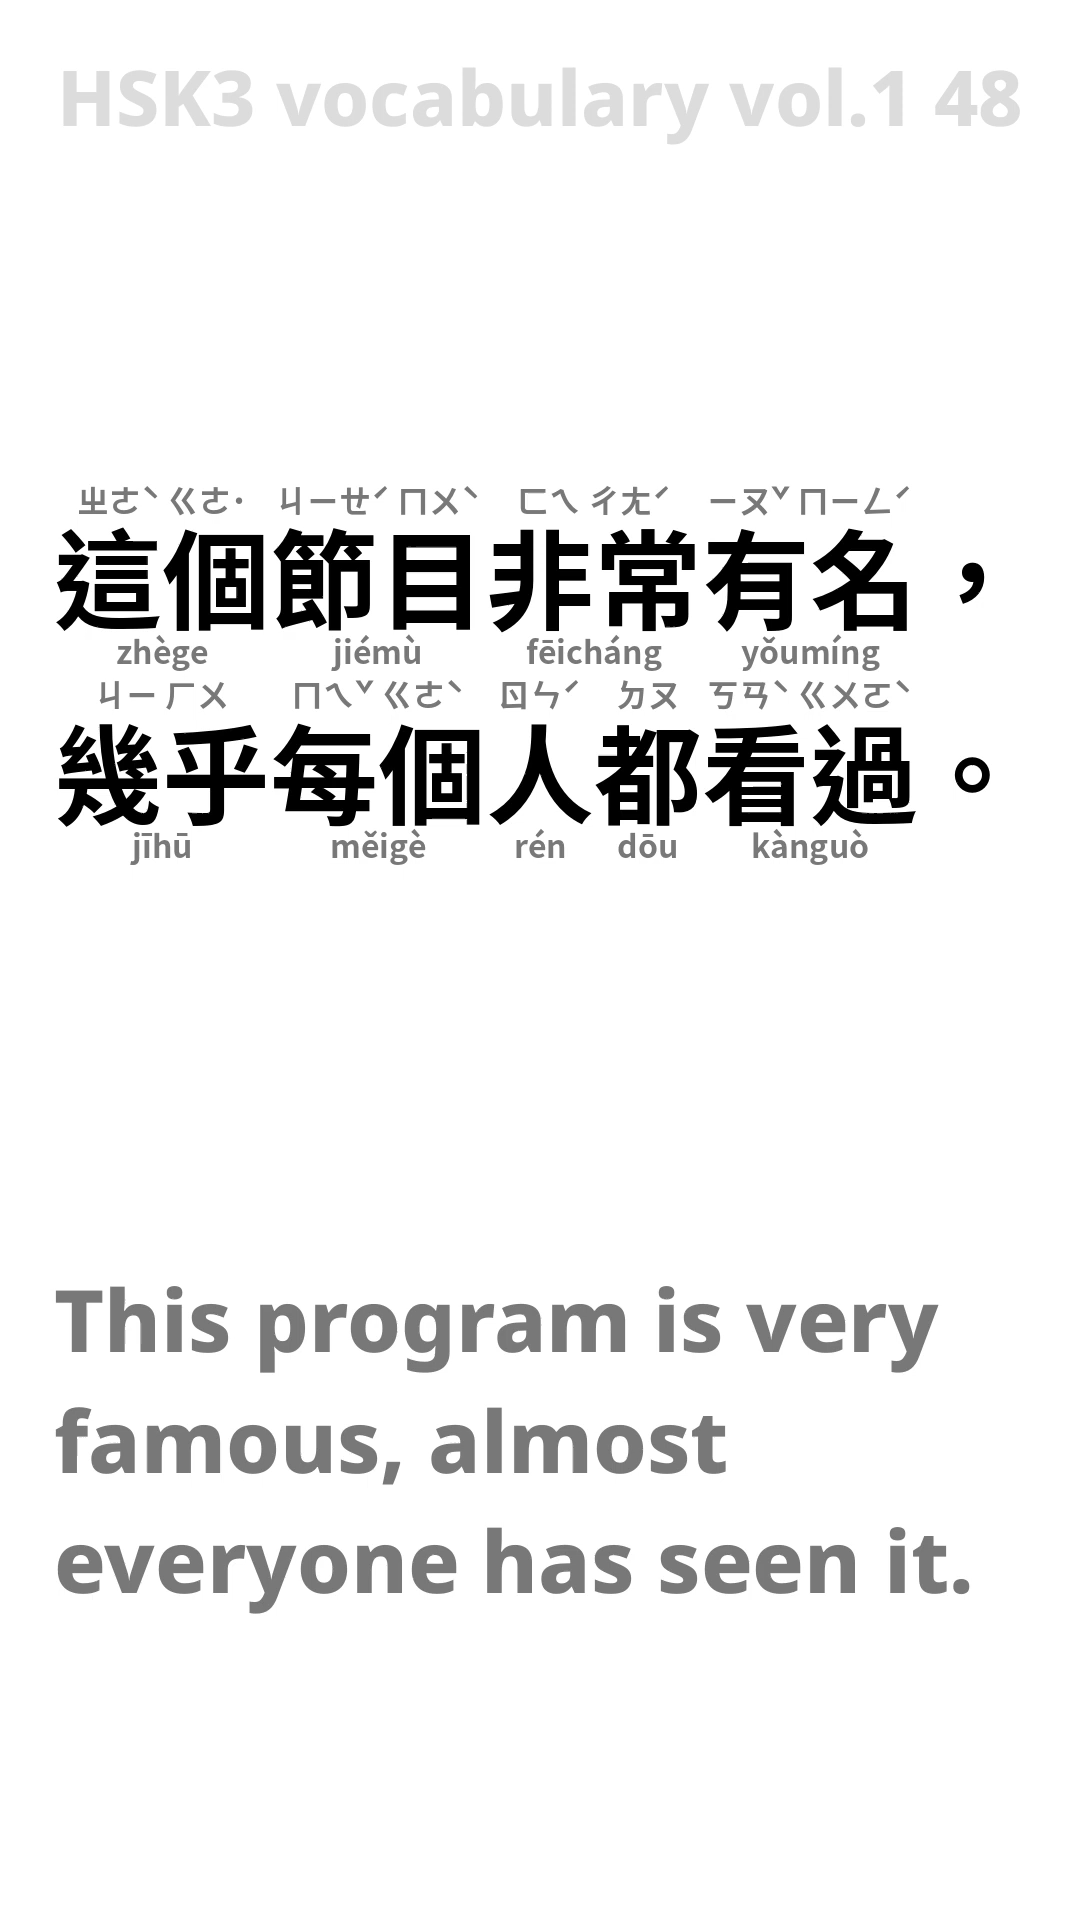 HSK3 vocabulary vol.1 48
ㄓㄜˋ ㄍㄜ˙ ㄐㄧㄝˊ ㄇㄨˋ ㄈㄟ ㄔㄤˊ ㄧㄡˇ ㄇㄧㄥˊ
這個節目非常有名，
zhège jiémù fēicháng yǒumíng
ㄐㄧ ㄏㄨ ㄇㄟˇ ㄍㄜˋ ㄖㄣˊ ㄉㄡ ㄎㄢˋ ㄍㄨㄛˋ
幾乎每個人都看過。
jīhū měigè rén dōu kànguò
This program is very
famous, almost
everyone has seen it.